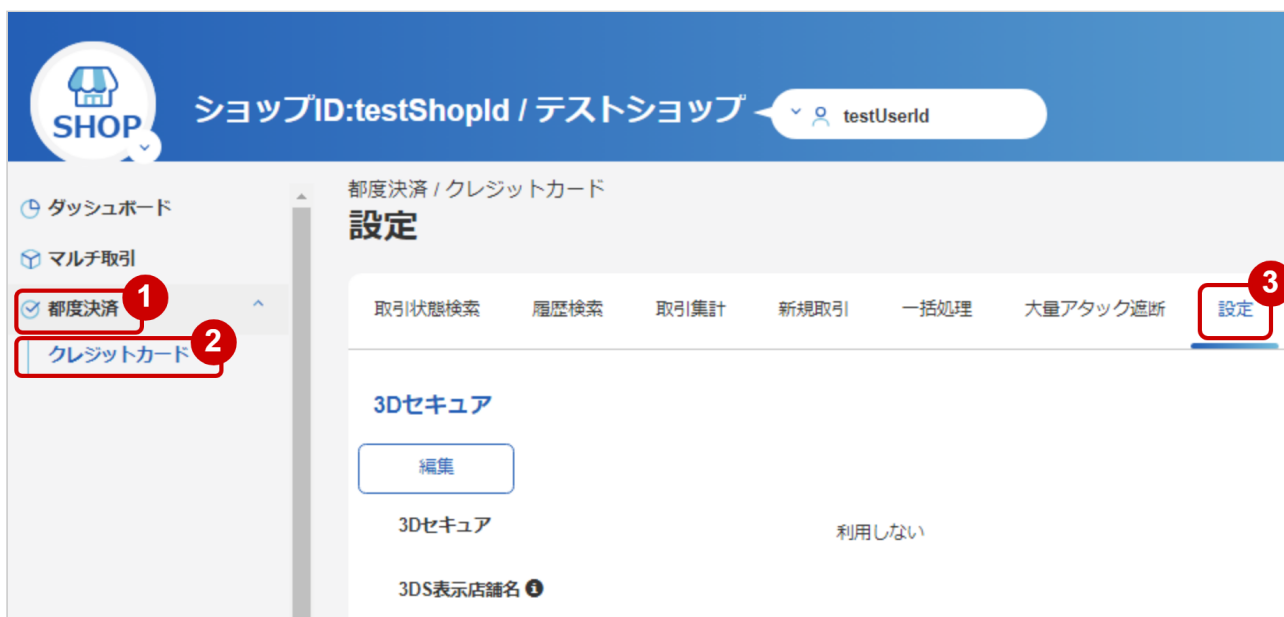 SHOP
ショップID:testShopId / テストショップ
testUserId
ダッシュボード
マルチ取引
都度決済
1
クレジットカード
2
都度決済 / クレジットカード
設定
取引状態検索 履歴検索 取引集計 新規取引 一括処理 大量アタック遮断 設定
3
3Dセキュア
編集
3Dセキュア 利用しない
3DS表示店舗名